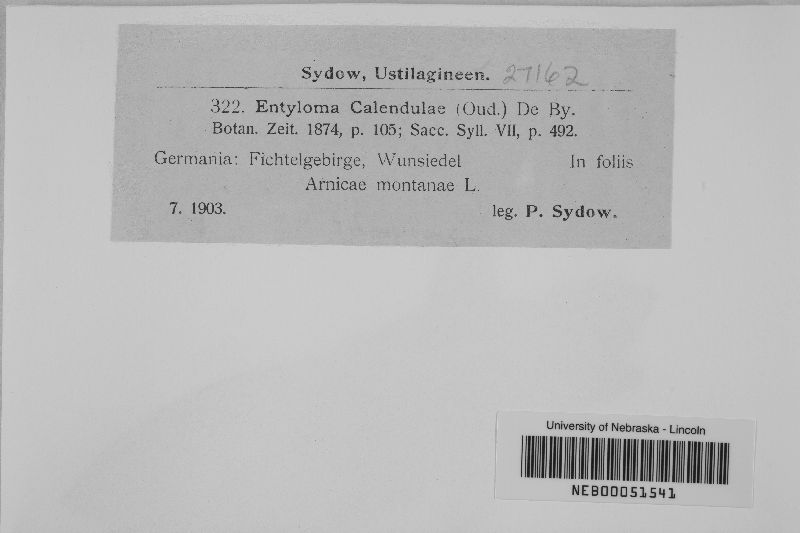 Sydow, Ustilagineen. 27162
322. Entyloma Calendulae (Oud.) De By.
Botan. Zeit. 1874, p. 105; Sacc. Syll. VII, p. 492.
Germania: Fichtelgebirge, Wunsiedel In foliis
Arnicae montanae L.
7. 1903. leg. P. Sydow.
University of Nebraska - Lincoln
NEB00051541